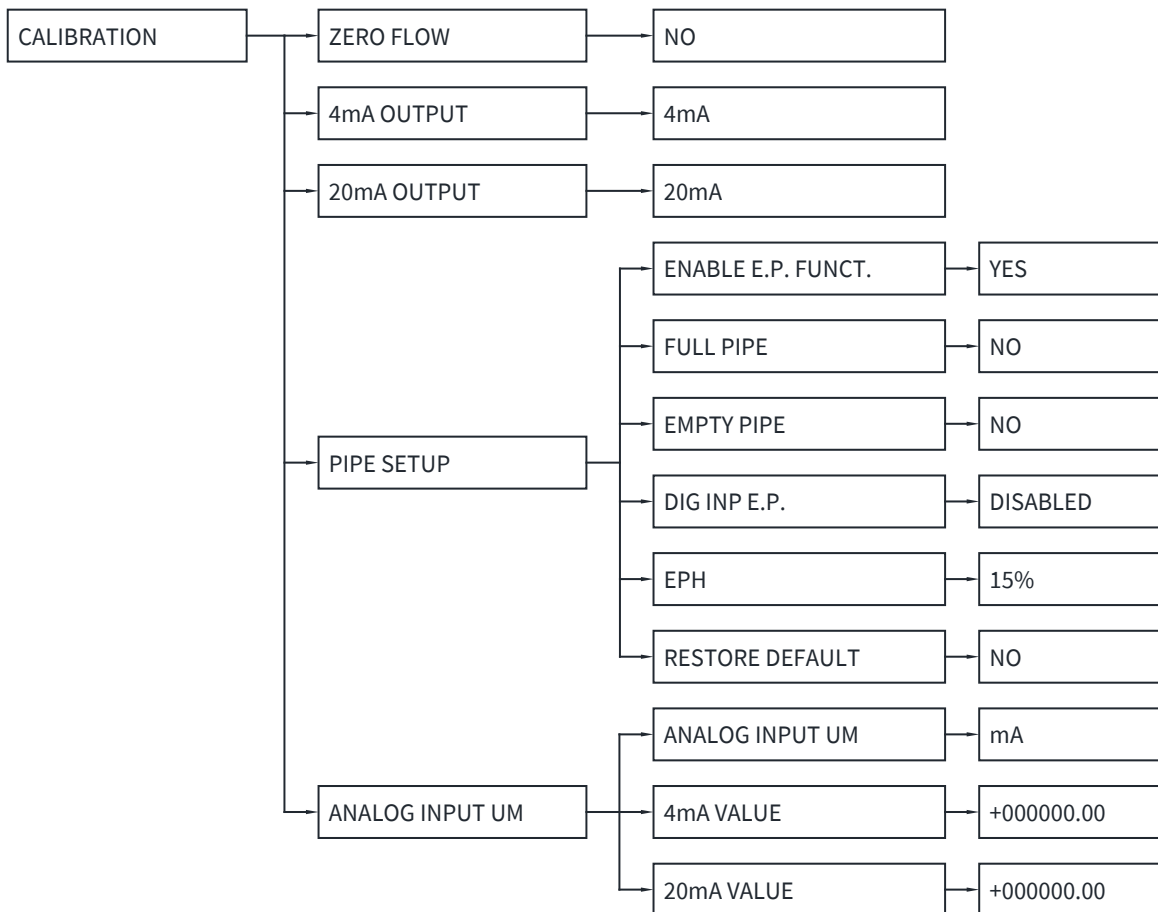 CALIBRATION
ZERO FLOW
NO
4mA OUTPUT
4mA
20mA OUTPUT
20mA
PIPE SETUP
ENABLE E.P. FUNCT.
YES
FULL PIPE
NO
EMPTY PIPE
NO
DIG INP E.P.
DISABLED
EPH
15%
RESTORE DEFAULT
NO
ANALOG INPUT UM
ANALOG INPUT UM
mA
4mA VALUE
+000000.00
20mA VALUE
+000000.00